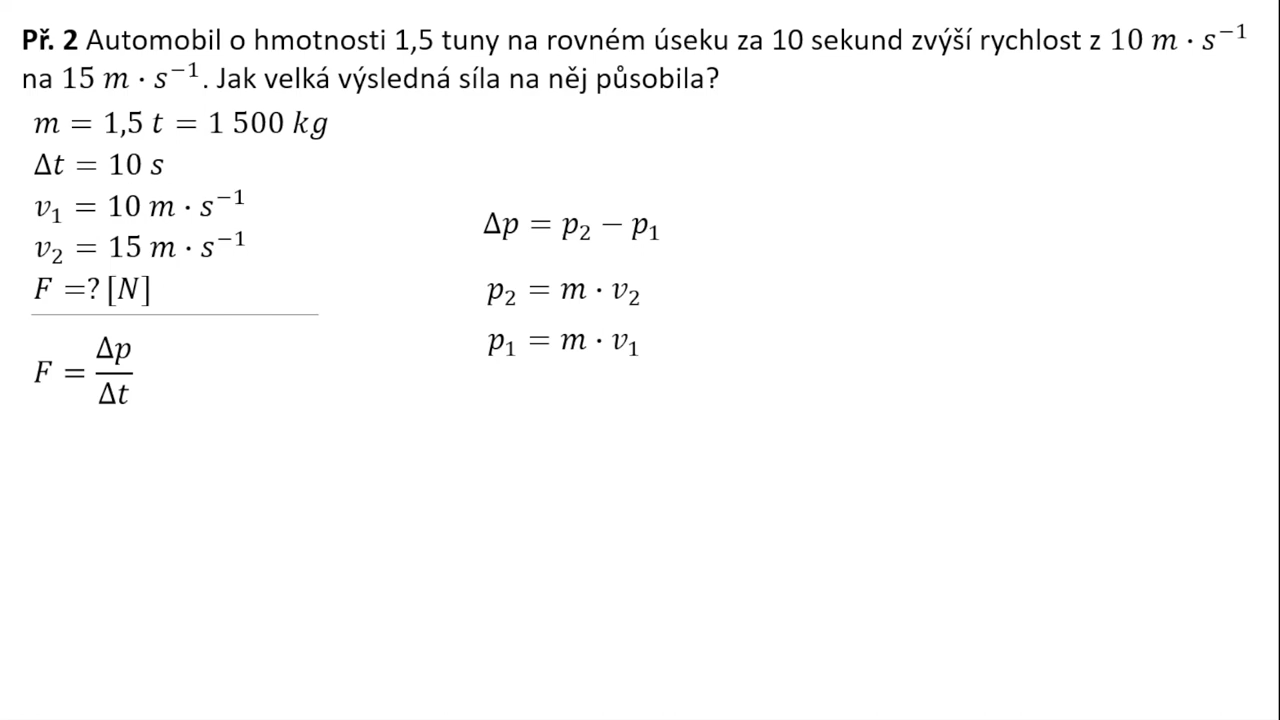 Př. 2 Automobil o hmotnosti 1,5 tuny na rovném úseku za 10 sekund zvýší rychlost z 10 m · s⁻¹
na 15 m · s⁻¹. Jak velká výsledná síla na něj působila?
m = 1,5 t = 1 500 kg
Δt = 10 s
v₁ = 10 m · s⁻¹
v₂ = 15 m · s⁻¹
F =? [N]
F = Δp/Δt
Δp = p₂ − p₁
p₂ = m · v₂
p₁ = m · v₁